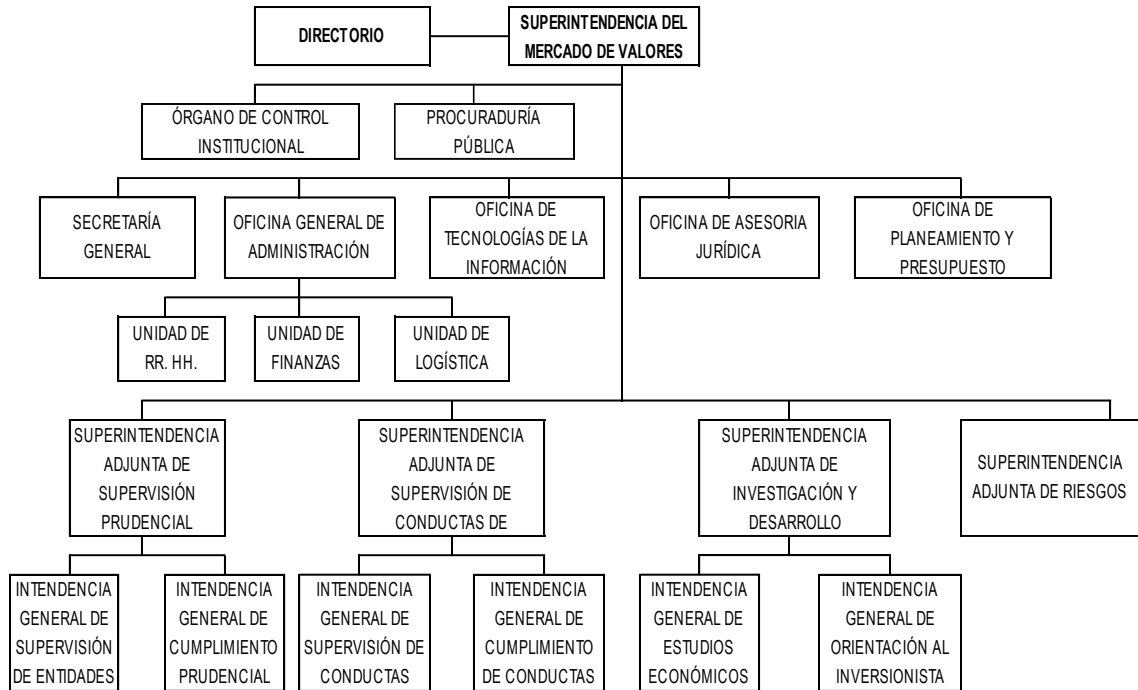 DIRECTORIO
SUPERINTENDENCIA DEL
MERCADO DE VALORES
ÓRGANO DE CONTROL
INSTITUCIONAL
PROCURADURÍA
PÚBLICA
SECRETARÍA
GENERAL
OFICINA GENERAL DE
ADMINISTRACIÓN
OFICINA DE
TECNOLOGÍAS DE LA
INFORMACIÓN
OFICINA DE ASESORIA
JURÍDICA
OFICINA DE
PLANEAMIENTO Y
PRESUPUESTO
UNIDAD DE
RR. HH.
UNIDAD DE
FINANZAS
UNIDAD DE
LOGÍSTICA
SUPERINTENDENCIA
ADJUNTA DE
SUPERVISIÓN
PRUDENCIAL
SUPERINTENDENCIA
ADJUNTA DE
SUPERVISIÓN DE
CONDUCTAS DE
SUPERINTENDENCIA
ADJUNTA DE
INVESTIGACIÓN Y
DESARROLLO
SUPERINTENDENCIA
ADJUNTA DE RIESGOS
INTENDENCIA
GENERAL DE
SUPERVISIÓN
DE ENTIDADES
INTENDENCIA
GENERAL DE
CUMPLIMIENTO
PRUDENCIAL
INTENDENCIA
GENERAL DE
SUPERVISIÓN DE
CONDUCTAS
INTENDENCIA
GENERAL DE
CUMPLIMIENTO
DE CONDUCTAS
INTENDENCIA
GENERAL DE
ESTUDIOS
ECONÓMICOS
INTENDENCIA
GENERAL DE
ORIENTACIÓN AL
INVERSIONISTA